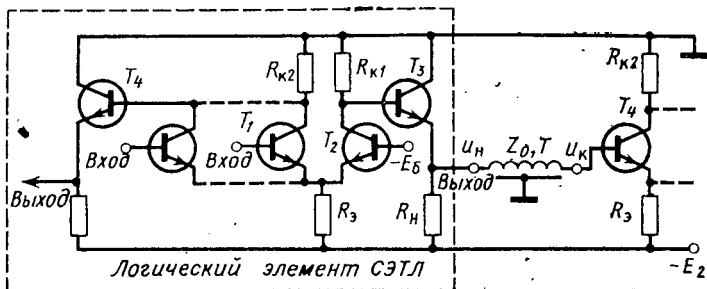 T₄
Rк2
Rк1
T₃
Rк2
T₁
T₂
T₄
Вход
Вход
−Eб
uн
Z₀,T
uк
Выход
Выход
Rэ
Rн
Rэ
Логический элемент СЭТЛ
−E₂